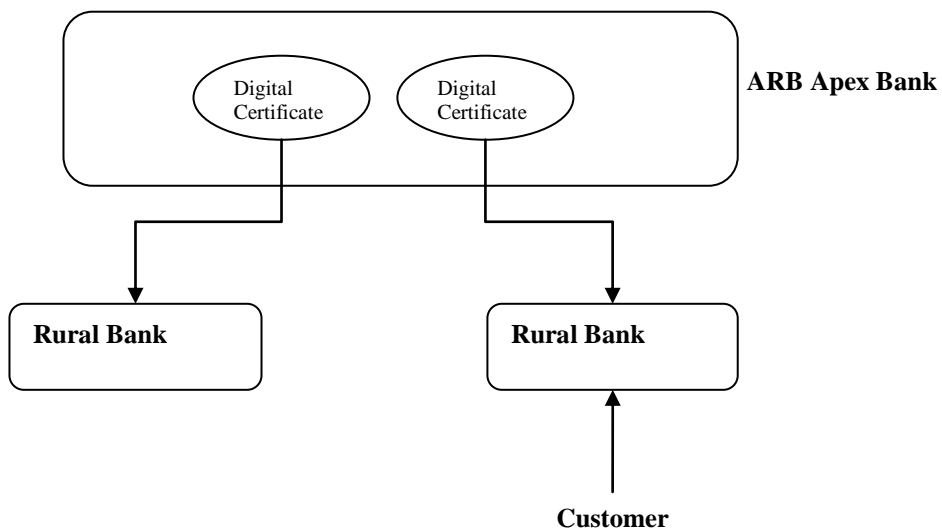 ARB Apex Bank
Digital
Certificate
Digital
Certificate
Rural Bank
Rural Bank
Customer